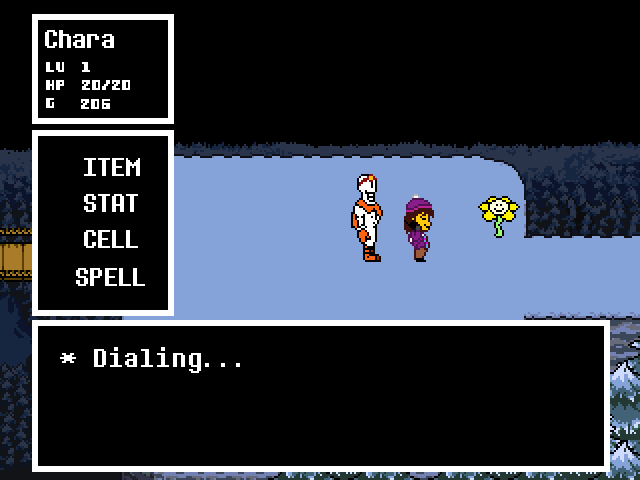 Chara
LV 1
HP 20/20
G 206
ITEM
STAT
CELL
SPELL
* Dialing...